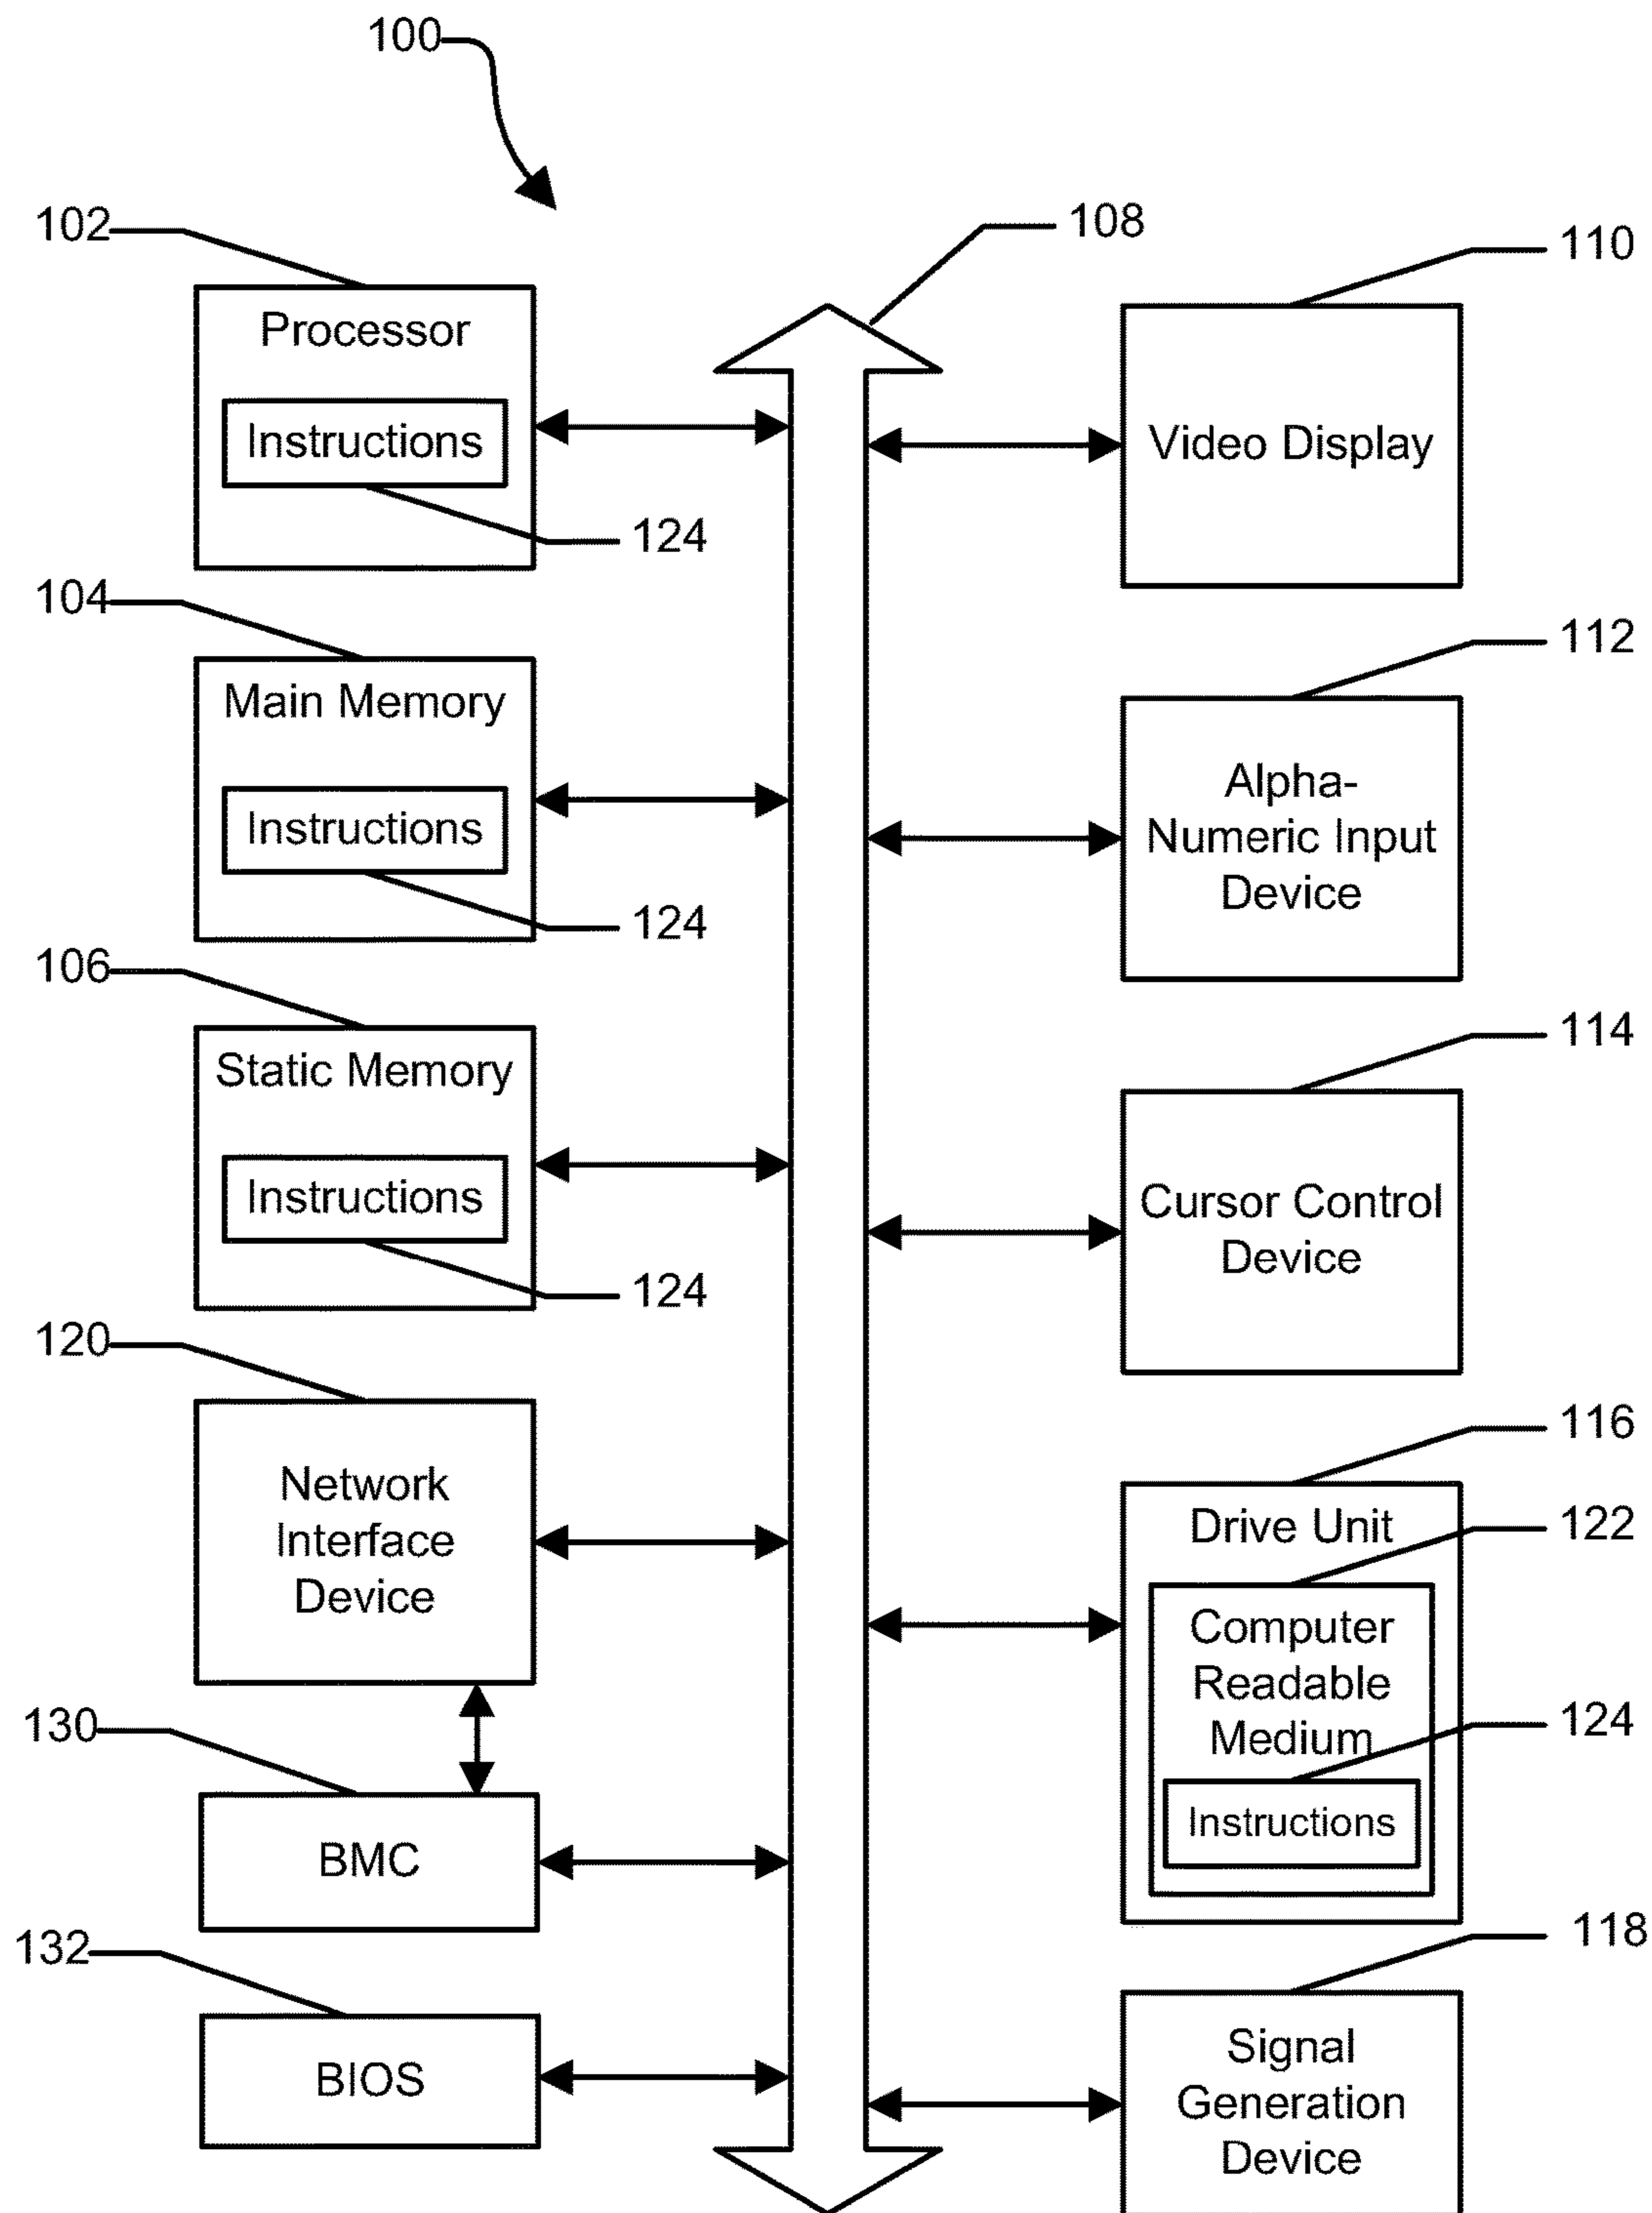 100
102
108
110
Processor
Instructions
124
Video Display
104
112
Main Memory
Instructions
124
Alpha-
Numeric Input
Device
106
114
Static Memory
Instructions
124
Cursor Control
Device
120
116
Network
Interface
Device
Drive Unit
122
Computer
Readable
Medium
124
Instructions
130
BMC
132
BIOS
118
Signal
Generation
Device